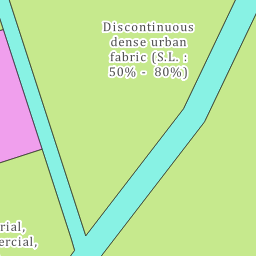 Discontinuous
dense urban
fabric (S.L. :
50% - 80%)
rial,
ercial,